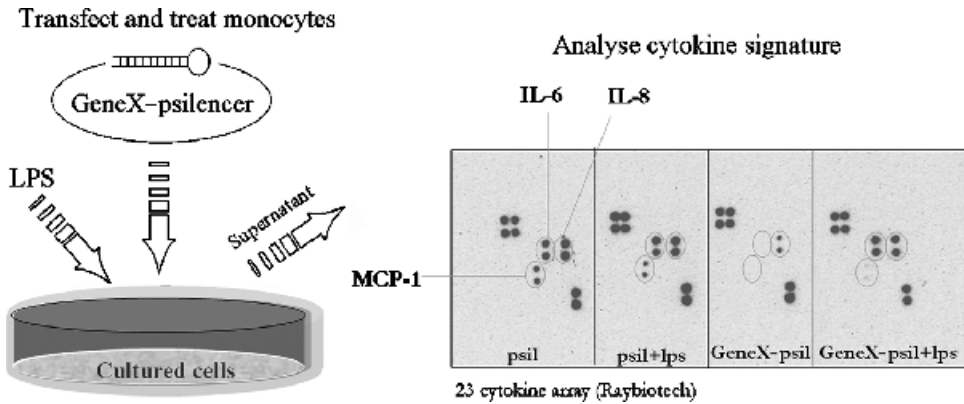 Transfect and treat monocytes
GeneX-psilencer
LPS
Supernatant
Cultured cells
Analyse cytokine signature
IL-6
IL-8
MCP-1
psil
psil+lps
GeneX-psil
GeneX-psil+lps
23 cytokine array (Raybiotech)